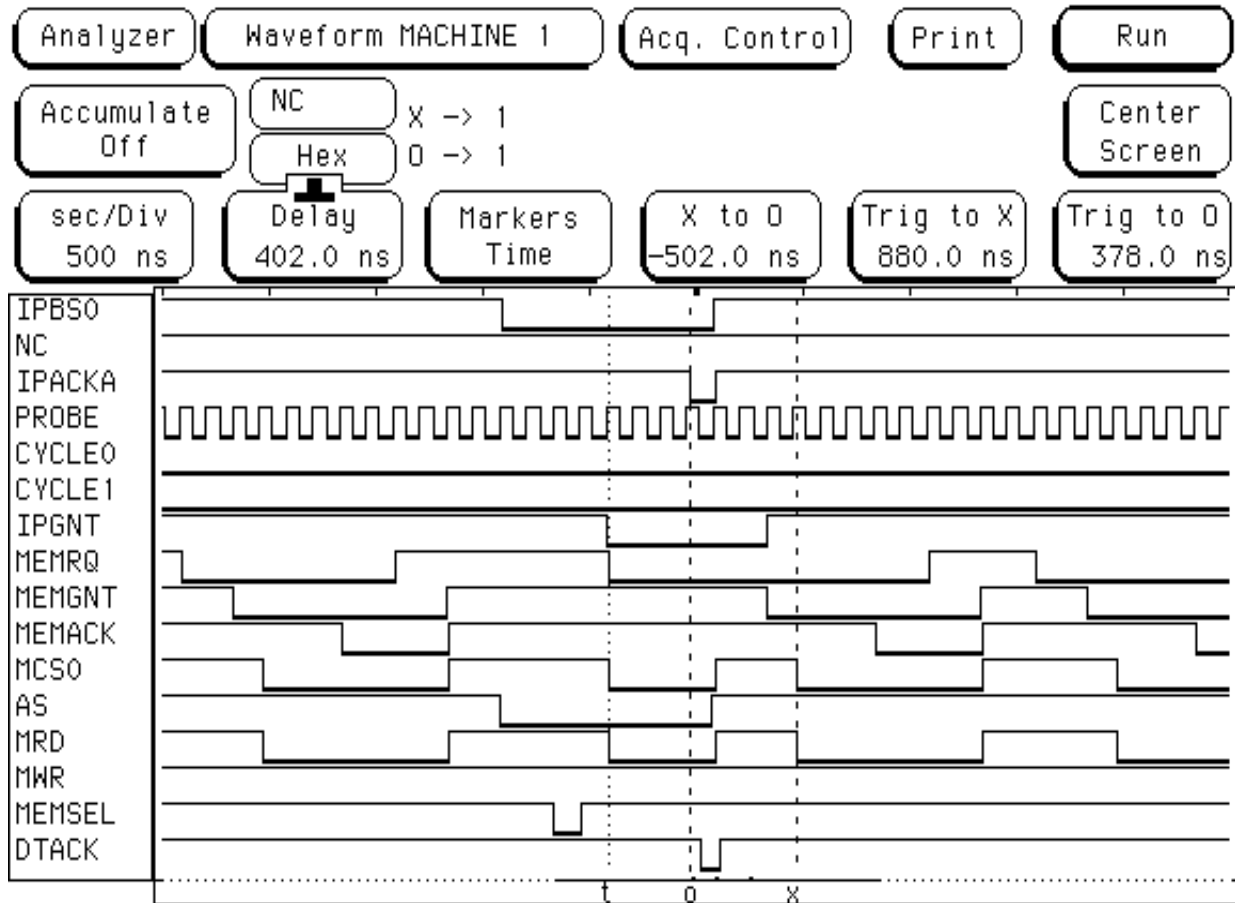 Analyzer Waveform MACHINE 1 Acq. Control Print Run
Accumulate Off
NC X -> 1
Hex O -> 1
Center Screen
sec/Div Delay Markers X to O Trig to X Trig to O
500 ns 402.0 ns Time -502.0 ns 880.0 ns 378.0 ns
IPBSO
NC
IPACKA
PROBE
CYCLE0
CYCLE1
IPGNT
MEMRQ
MEMGNT
MEMACK
MCSO
AS
MRD
MWR
MEMSEL
DTACK
t O X